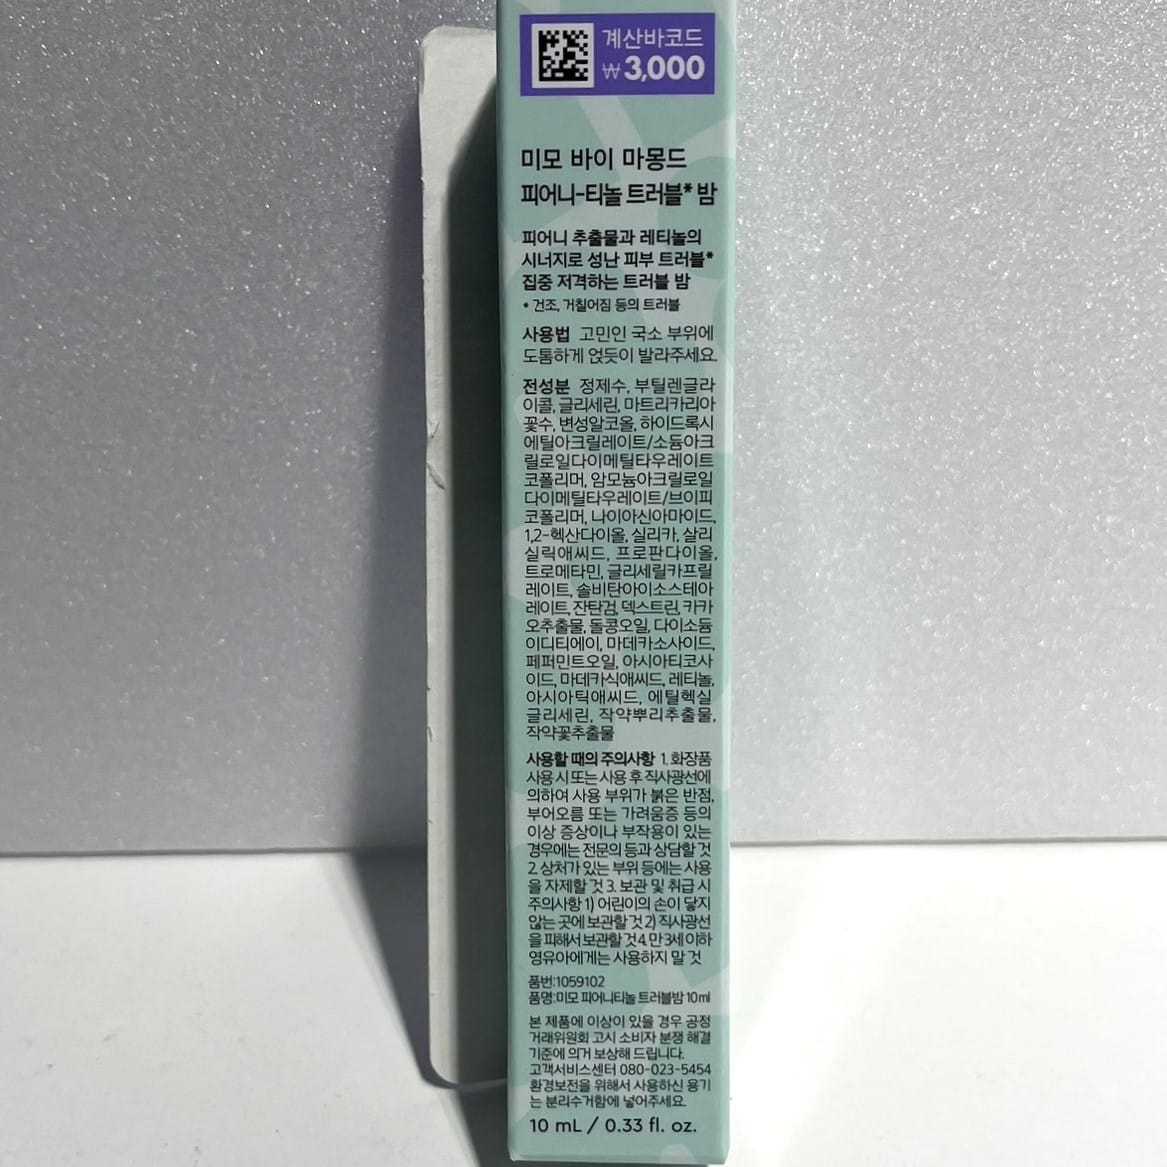 계산바코드
₩3,000
미모 바이 마몽드
피어니-티놀 트러블* 밤
피어니 추출물과 레티놀의
시너지로 성난 피부 트러블*
집중 저격하는 트러블 밤
* 건조, 거칠어짐 등의 트러블
사용법 고민인 국소 부위에
도톰하게 얹듯이 발라주세요.
전성분 정제수, 부틸렌글라
이콜, 글리세린, 마트리카리아
꽃수, 변성알코올, 하이드록시
에틸아크릴레이트/소듐아크
릴로일다이메틸타우레이트
코폴리머, 암모늄아크릴로일
다이메틸타우레이트/브이피
코폴리머, 나이아신아마이드,
1,2-헥산다이올, 실리카, 살리
실릭애씨드, 프로판다이올,
트로메타민, 글리세릴카프릴
레이트, 솔비탄아이소스테아
레이트, 잔탄검, 덱스트린, 카카
오추출물, 돌콩오일, 다이소듐
이디티에이, 마데카소사이드,
페퍼민트오일, 아시아티코사
이드, 마데카식애씨드, 레티놀,
아시아틱애씨드, 에틸헥실
글리세린, 작약뿌리추출물,
작약꽃추출물
사용할 때의 주의사항 1. 화장품
사용 시 또는 사용 후 직사광선에
의하여 사용 부위가 붉은 반점,
부어오름 또는 가려움증 등의
이상 증상이나 부작용이 있는
경우에는 전문의 등과 상담할 것
2. 상처가 있는 부위 등에는 사용
을 자제할 것 3. 보관 및 취급 시
주의사항 1) 어린이의 손이 닿지
않는 곳에 보관할 것 2) 직사광선
을 피해서 보관할 것 4. 만 3세 이하
영유아에게는 사용하지 말 것
품번:1059102
품명:미모 피어니티놀 트러블밤 10ml
본 제품에 이상이 있을 경우 공정
거래위원회 고시 소비자 분쟁 해결
기준에 의거 보상해 드립니다.
고객서비스센터 080-023-5454
환경보전을 위해서 사용하신 용기
는 분리수거함에 넣어주세요.
10 mL / 0.33 fl. oz.